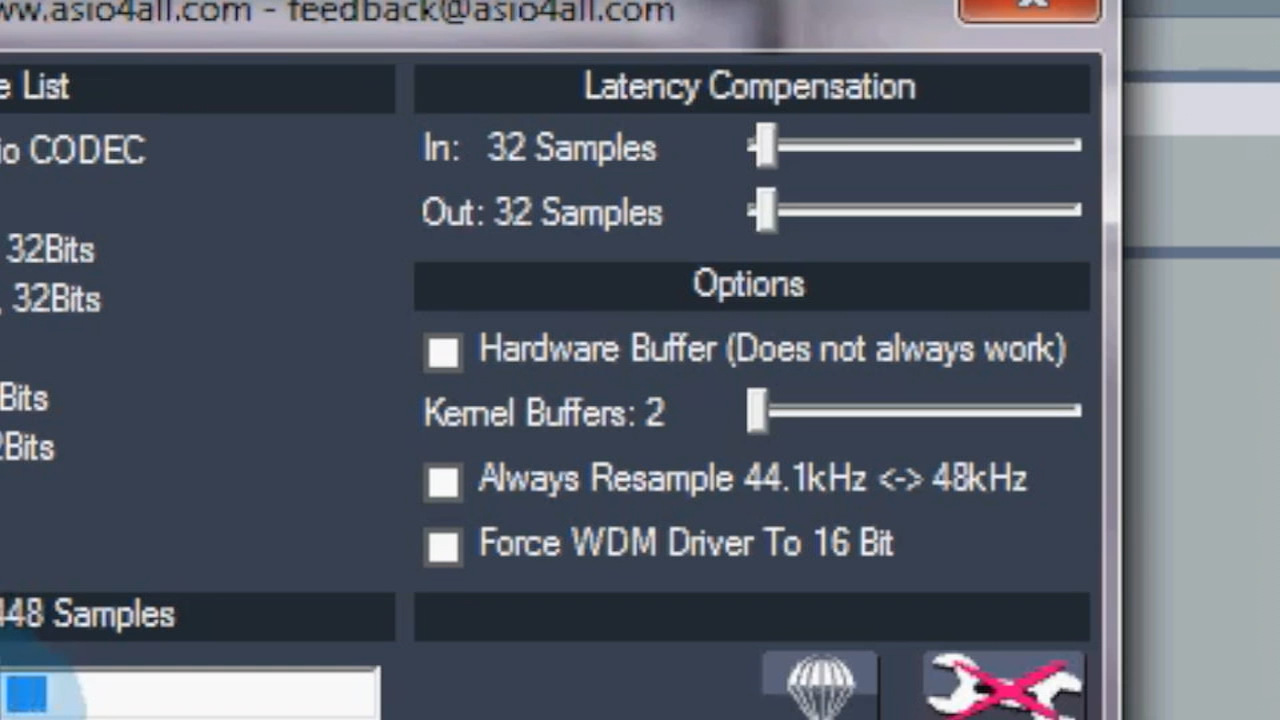 www.asio4all.com - feedback@asio4all.com
e List
io CODEC
32Bits
, 32Bits
Bits
2Bits
448 Samples
Latency Compensation
In: 32 Samples
Out: 32 Samples
Options
Hardware Buffer (Does not always work)
Kernel Buffers: 2
Always Resample 44.1kHz <-> 48kHz
Force WDM Driver To 16 Bit